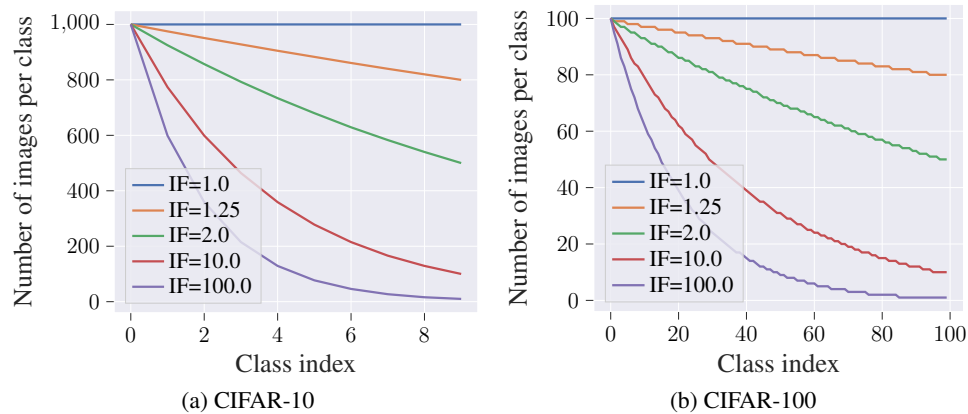 Number of images per class
1,000
800
600
400
200
0
IF=1.0
IF=1.25
IF=2.0
IF=10.0
IF=100.0
0 2 4 6 8
Class index
(a) CIFAR-10
Number of images per class
100
80
60
40
20
0
IF=1.0
IF=1.25
IF=2.0
IF=10.0
IF=100.0
0 20 40 60 80 100
Class index
(b) CIFAR-100